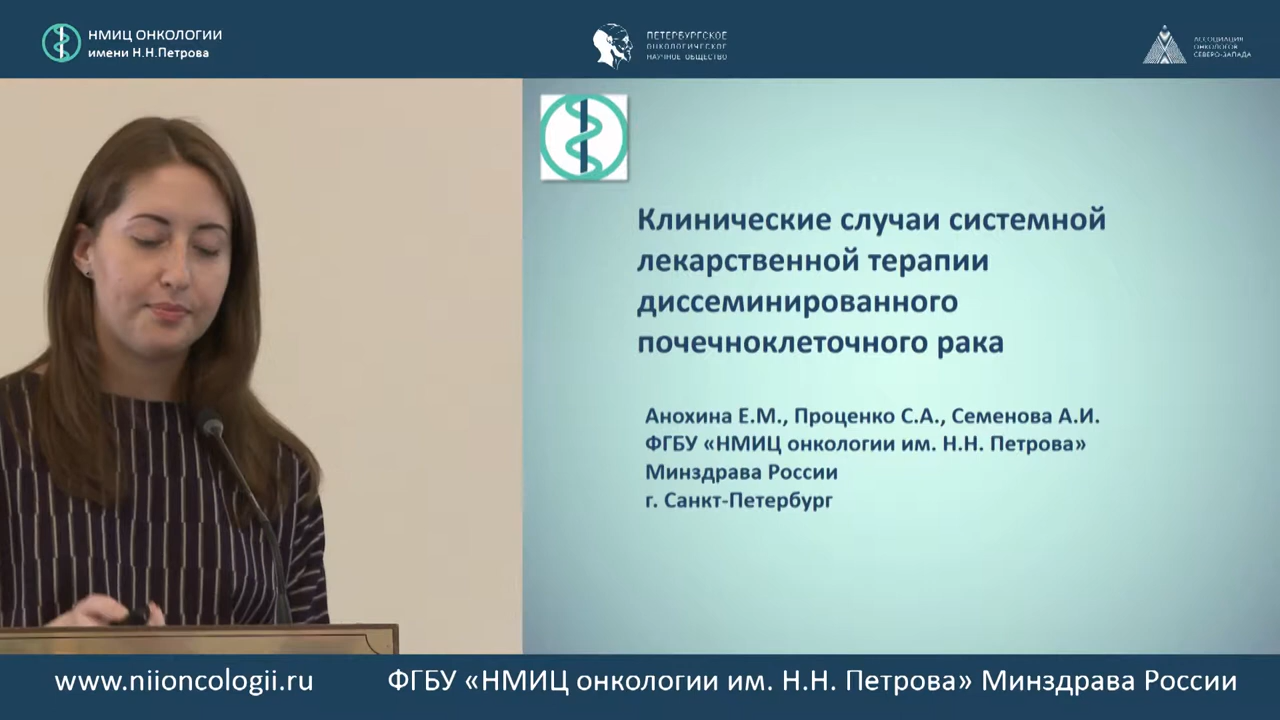 НМИЦ ОНКОЛОГИИ
имени Н.Н.Петрова
ПЕТЕРБУРГСКОЕ
ОНКОЛОГИЧЕСКОЕ
НАУЧНОЕ ОБЩЕСТВО
АССОЦИАЦИЯ
ОНКОЛОГОВ
СЕВЕРО-ЗАПАДА
Клинические случаи системной
лекарственной терапии
диссеминированного
почечноклеточного рака
Анохина Е.М., Проценко С.А., Семенова А.И.
ФГБУ «НМИЦ онкологии им. Н.Н. Петрова»
Минздрава России
г. Санкт-Петербург
www.niioncologii.ru
ФГБУ «НМИЦ онкологии им. Н.Н. Петрова» Минздрава России